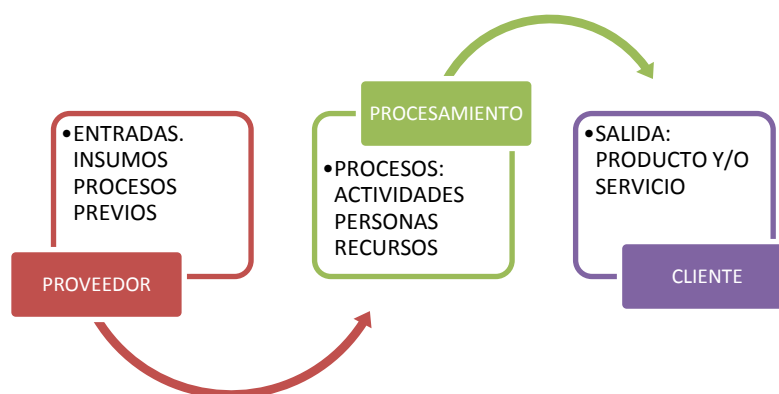 •ENTRADAS.
INSUMOS
PROCESOS
PREVIOS
PROVEEDOR
PROCESAMIENTO
•PROCESOS:
ACTIVIDADES
PERSONAS
RECURSOS
•SALIDA:
PRODUCTO Y/O
SERVICIO
CLIENTE